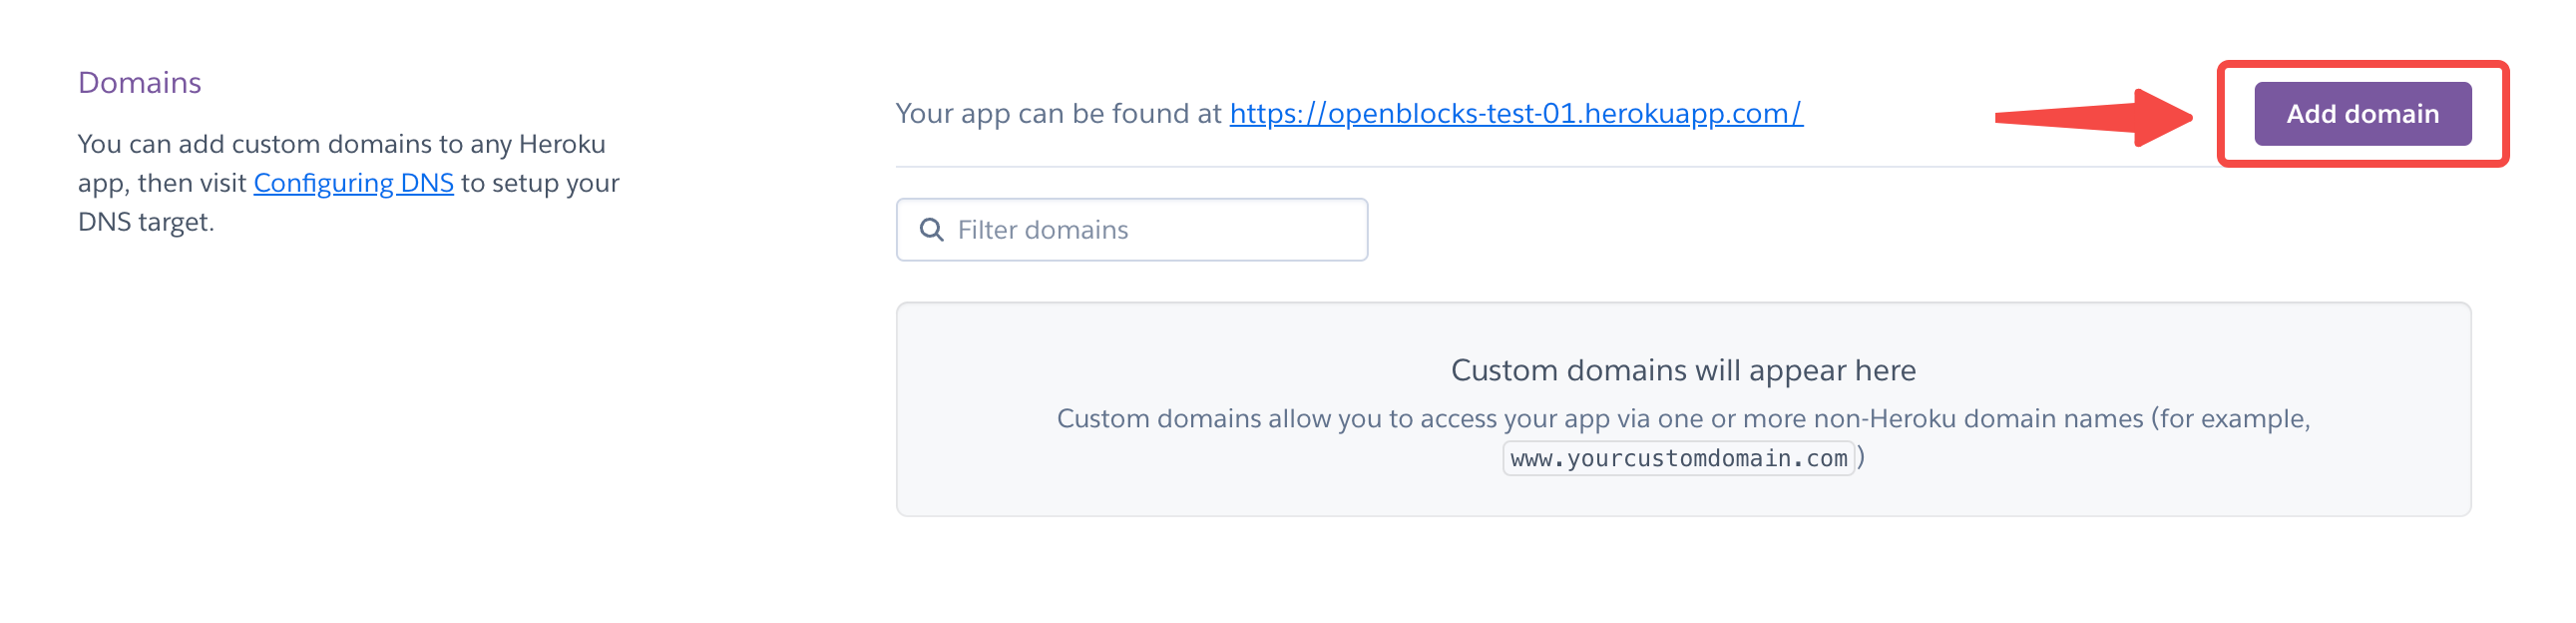 Domains
You can add custom domains to any Heroku
app, then visit Configuring DNS to setup your
DNS target.
Your app can be found at https://openblocks-test-01.herokuapp.com/
Add domain
Filter domains
Custom domains will appear here
Custom domains allow you to access your app via one or more non-Heroku domain names (for example,
www.yourcustomdomain.com)